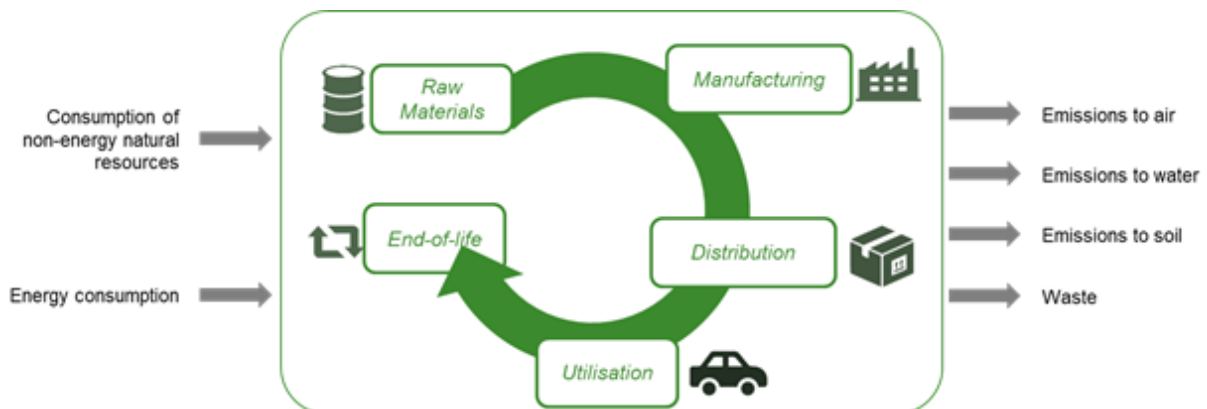 Raw
Materials
Manufacturing
Consumption of
non-energy natural
resources
Emissions to air
Emissions to water
End-of-life
Distribution
Emissions to soil
Energy consumption
Waste
Utilisation